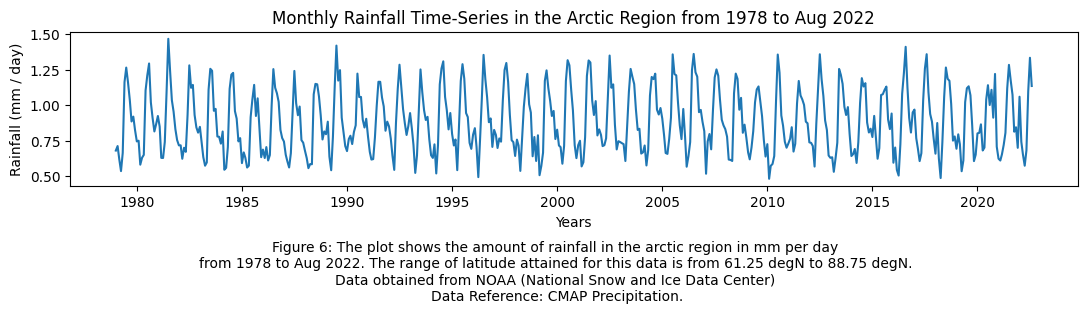 Monthly Rainfall Time-Series in the Arctic Region from 1978 to Aug 2022
Rainfall (mm / day)
1.50
1.25
1.00
0.75
0.50
1980 1985 1990 1995 2000 2005 2010 2015 2020
Years
Figure 6: The plot shows the amount of rainfall in the arctic region in mm per day
from 1978 to Aug 2022. The range of latitude attained for this data is from 61.25 degN to 88.75 degN.
Data obtained from NOAA (National Snow and Ice Data Center)
Data Reference: CMAP Precipitation.